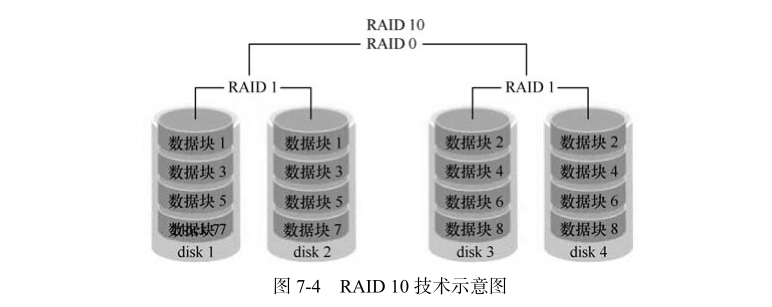 RAID 10
RAID 0
RAID 1 RAID 1
数据块 1 数据块 1 数据块 2 数据块 2
数据块 3 数据块 3 数据块 4 数据块 4
数据块 5 数据块 5 数据块 6 数据块 6
数据块 7 数据块 7 数据块 8 数据块 8
disk 1 disk 2 disk 3 disk 4
图 7-4 RAID 10 技术示意图